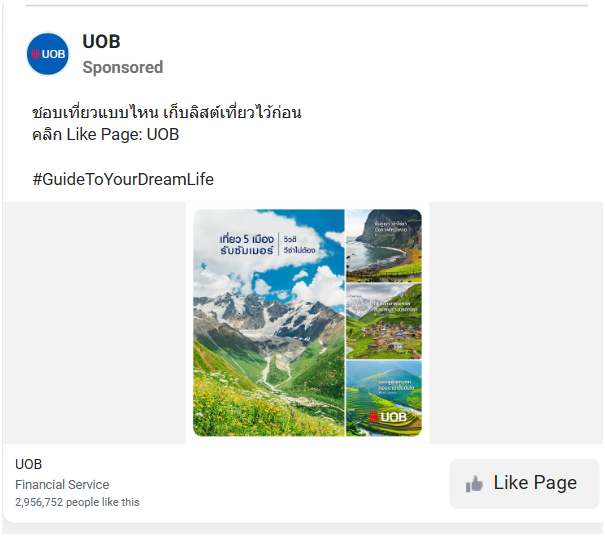 UOB
UOB
Sponsored
ชอบเที่ยวแบบไหน เก็บลิสต์เที่ยวไว้ก่อน
คลิก Like Page: UOB
#GuideToYourDreamLife
เที่ยว 5 เมือง
รับซัมเมอร์
วิวดี
วีซ่าไม่ต้อง
UOB
UOB
Financial Service
2,956,752 people like this
Like Page